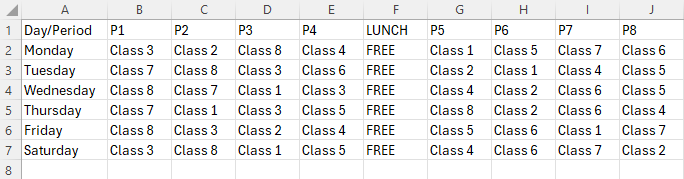 A B C D E F G H I J
1 Day/Period P1 P2 P3 P4 LUNCH P5 P6 P7 P8
2 Monday Class 3 Class 2 Class 8 Class 4 FREE Class 1 Class 5 Class 7 Class 6
3 Tuesday Class 7 Class 8 Class 3 Class 6 FREE Class 2 Class 1 Class 4 Class 5
4 Wednesday Class 8 Class 7 Class 1 Class 3 FREE Class 4 Class 2 Class 6 Class 5
5 Thursday Class 7 Class 1 Class 3 Class 5 FREE Class 8 Class 2 Class 6 Class 4
6 Friday Class 8 Class 3 Class 2 Class 4 FREE Class 5 Class 6 Class 1 Class 7
7 Saturday Class 3 Class 8 Class 1 Class 5 FREE Class 4 Class 6 Class 7 Class 2
8